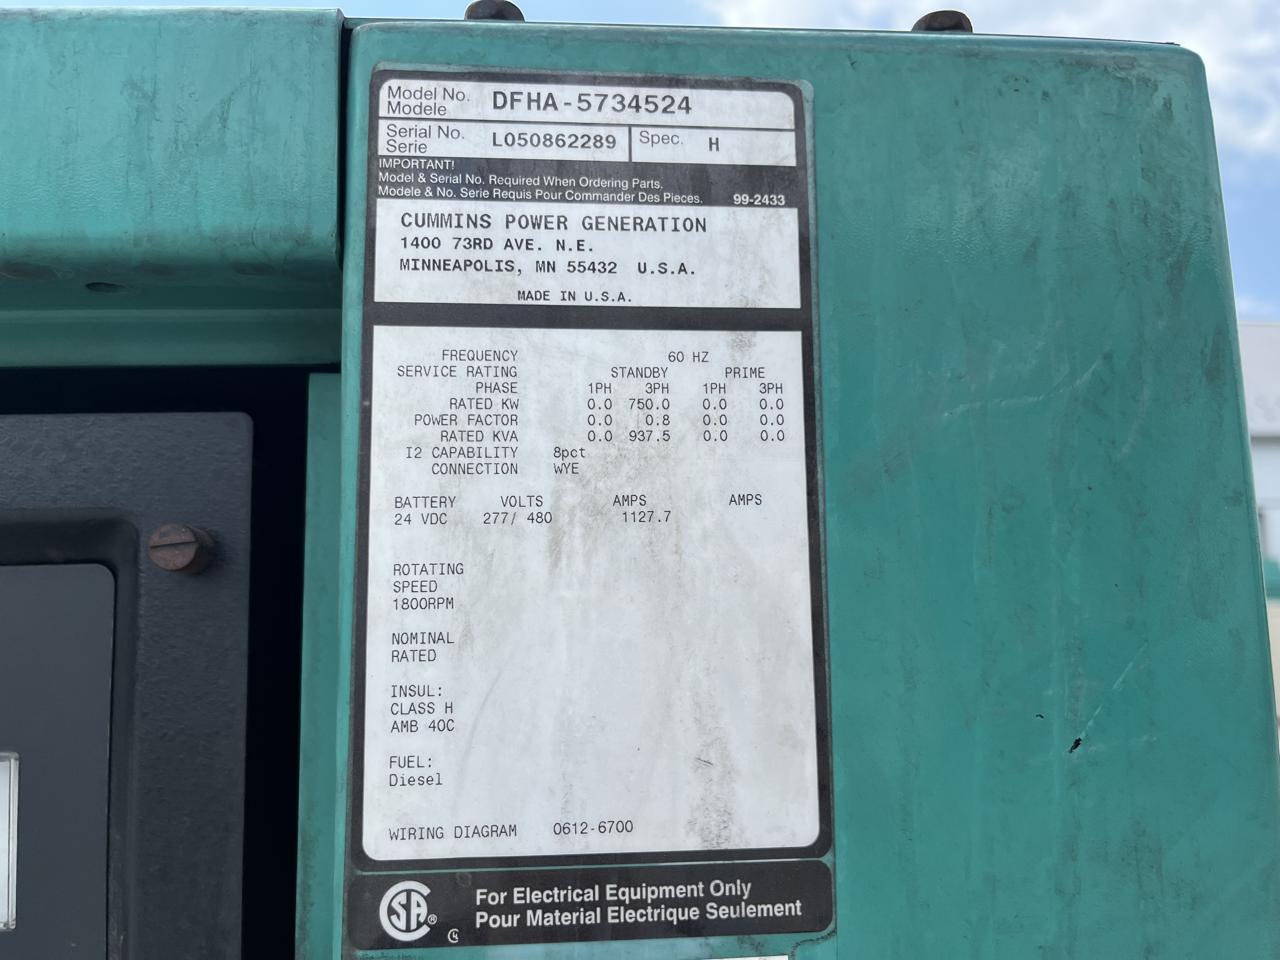 Model No. DFHA-5734524
Modele
Serial No. L050862289 Spec. H
Serie
IMPORTANT!
Model & Serial No. Required When Ordering Parts.
Modele & No. Serie Requis Pour Commander Des Pieces. 99-2433
CUMMINS POWER GENERATION
1400 73RD AVE. N.E.
MINNEAPOLIS, MN 55432 U.S.A.
MADE IN U.S.A.
FREQUENCY 60 HZ
SERVICE RATING STANDBY PRIME
PHASE 1PH 3PH 1PH 3PH
RATED KW 0.0 750.0 0.0 0.0
POWER FACTOR 0.0 0.8 0.0 0.0
RATED KVA 0.0 937.5 0.0 0.0
I2 CAPABILITY 8pct
CONNECTION WYE
BATTERY VOLTS AMPS AMPS
24 VDC 277/ 480 1127.7
ROTATING
SPEED
1800RPM
NOMINAL
RATED
INSUL:
CLASS H
AMB 40C
FUEL:
Diesel
WIRING DIAGRAM 0612-6700
CSA® For Electrical Equipment Only
Pour Material Electrique Seulement